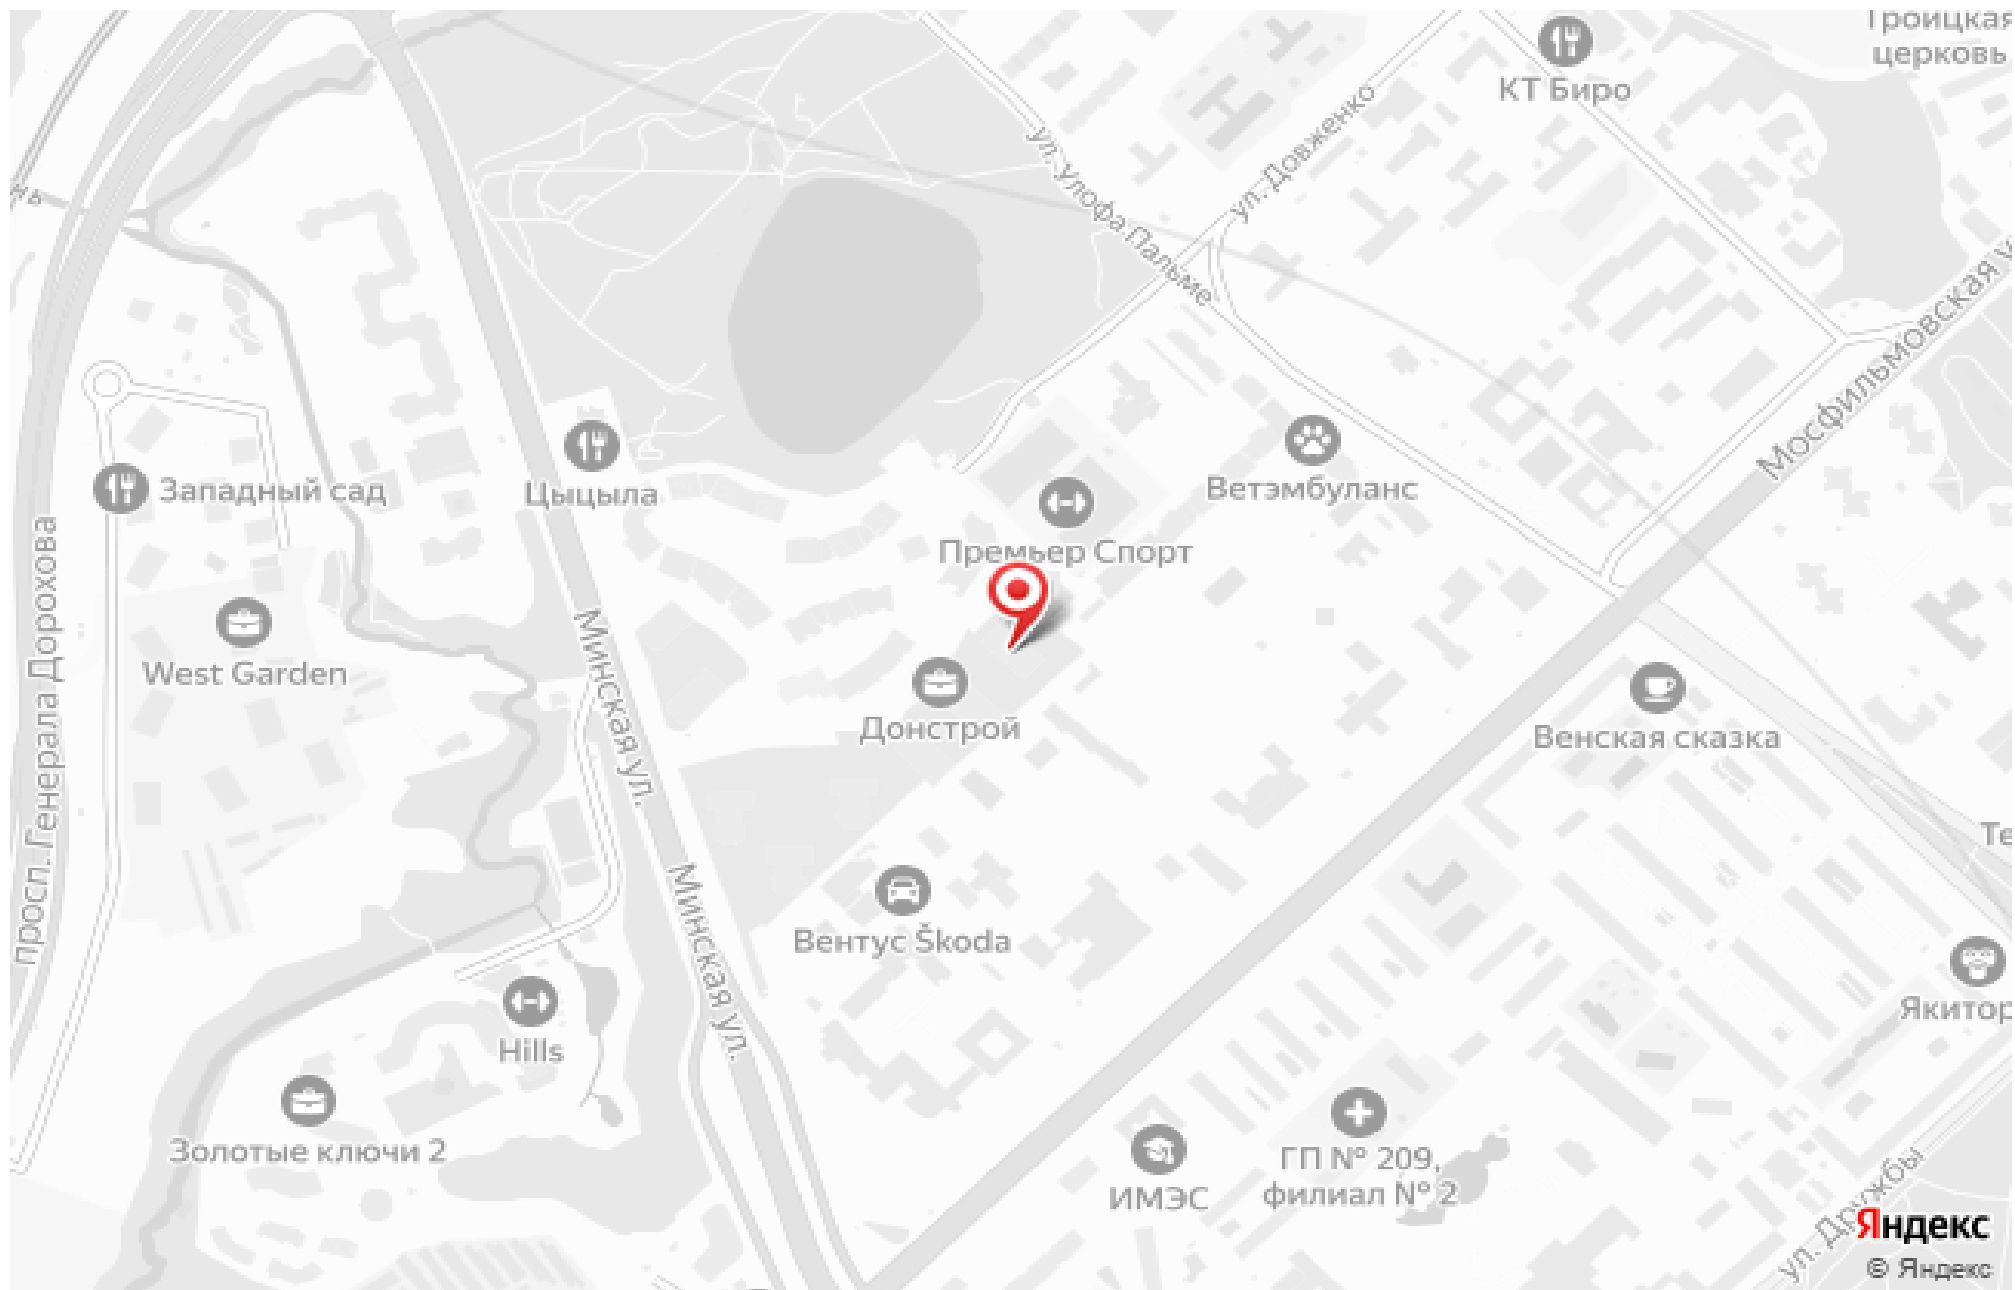 Троицкая
церковь
КТ Биро
ул. Довженко
ул. Улофа Пальме
Мосфильмовская
Цыцыла
Западный сад
Ветэмбуланс
Премьер Спорт
просп. Генерала Дорохова
West Garden
Минская ул.
Донстрой
Венская сказка
Те
Минская ул.
Вентус Škoda
Якитор
Hills
Золотые ключи 2
ИМЭС
ГП № 209,
филиал № 2
ул. Дружбы
Яндекс
© Яндекс